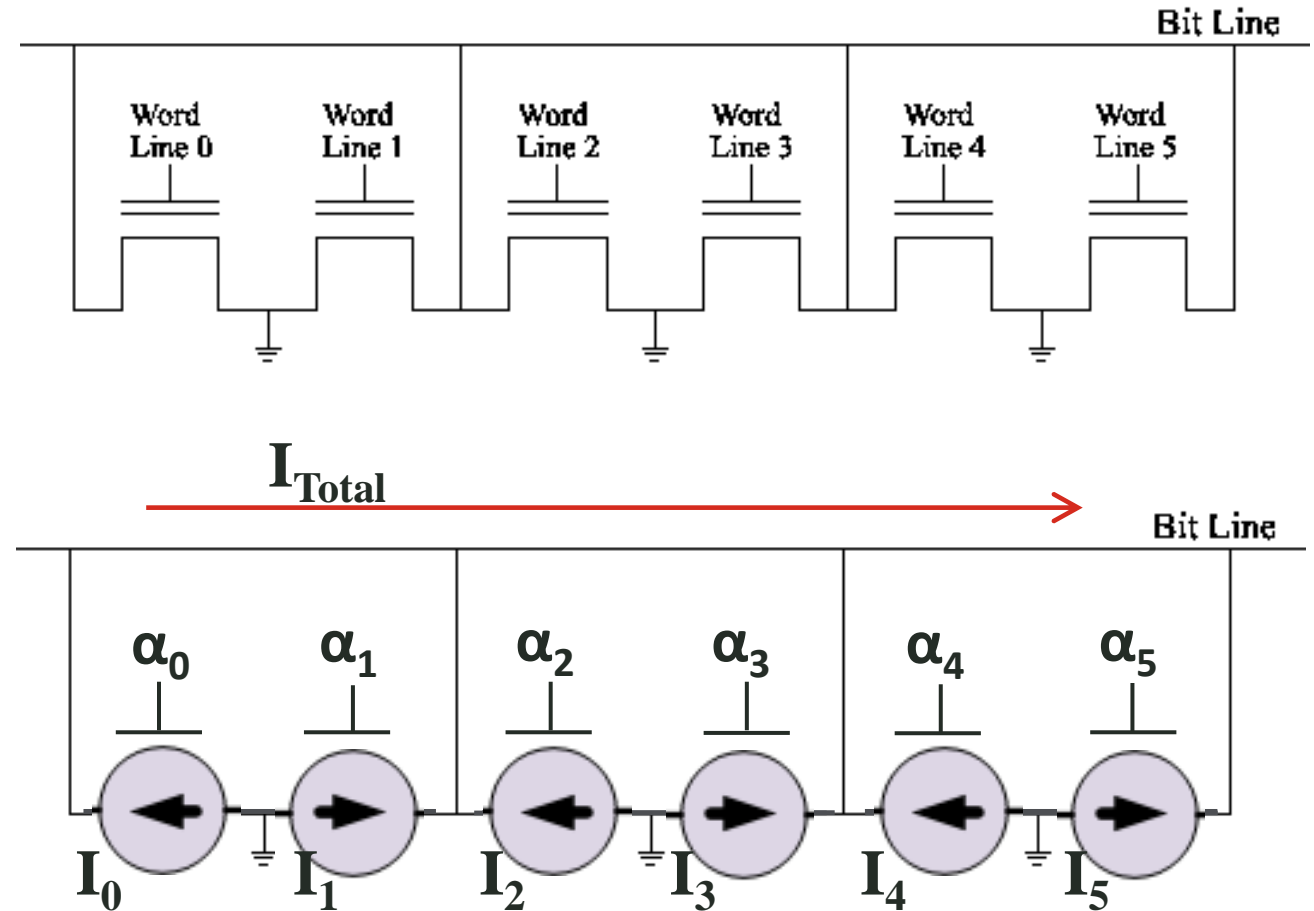 Bit Line
Word Word Word Word Word Word
Line 0 Line 1 Line 2 Line 3 Line 4 Line 5
I_Total
Bit Line
α₀ α₁ α₂ α₃ α₄ α₅
I₀ I₁ I₂ I₃ I₄ I₅